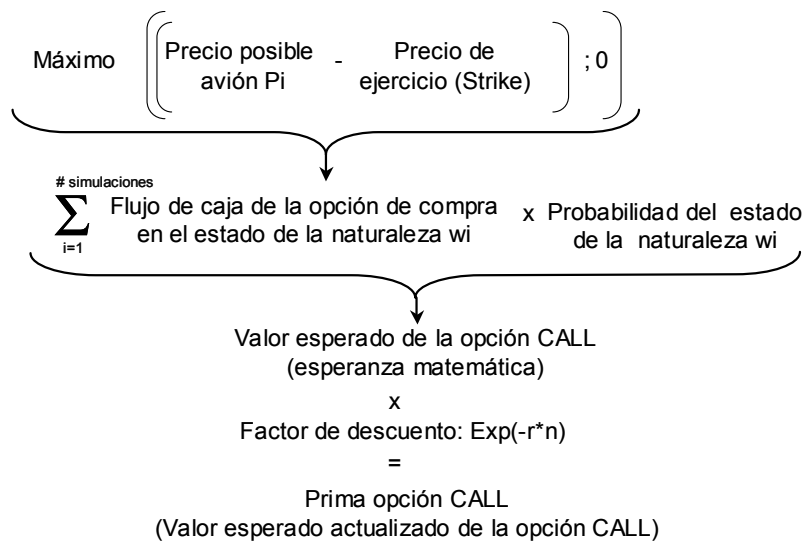 Máximo ((Precio posible avión Pi - Precio de ejercicio (Strike)) ; 0)
# simulaciones
∑ Flujo de caja de la opción de compra en el estado de la naturaleza wi x Probabilidad del estado de la naturaleza wi
i=1
Valor esperado de la opción CALL
(esperanza matemática)
x
Factor de descuento: Exp(-r*n)
=
Prima opción CALL
(Valor esperado actualizado de la opción CALL)